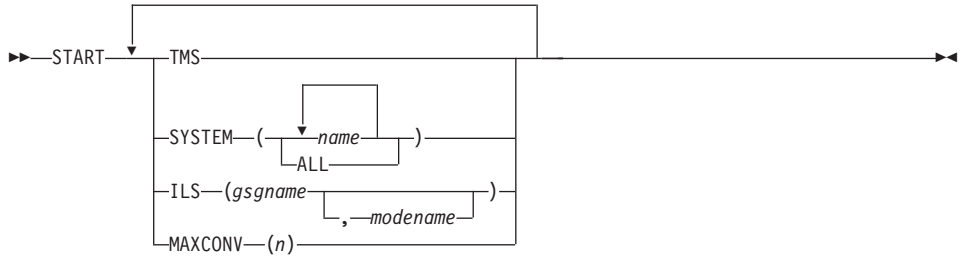 START TMS
SYSTEM ( name )
ALL
ILS (gsgname )
, modename
MAXCONV (n)